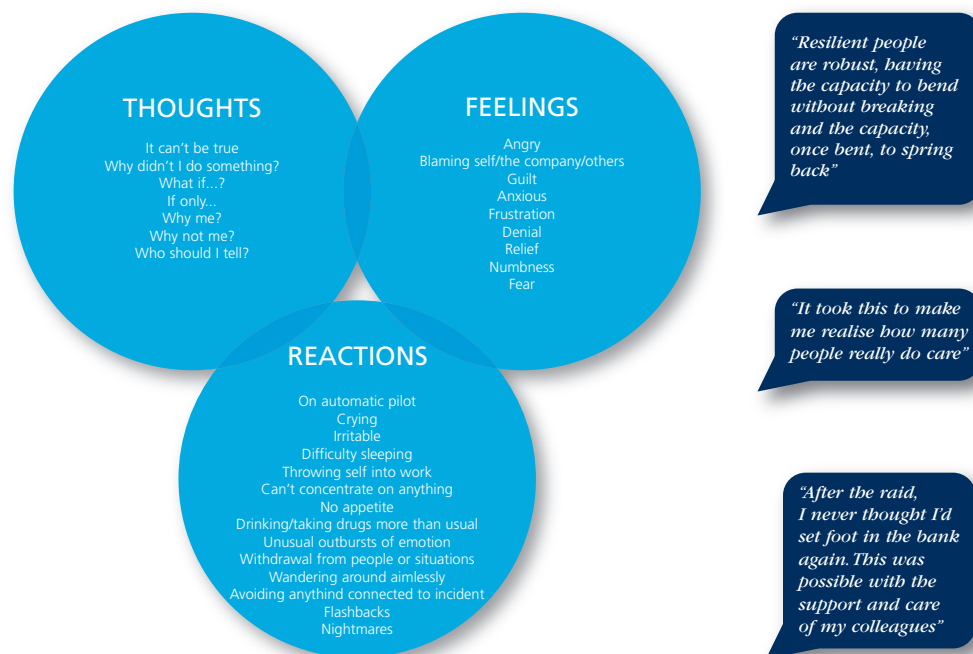 THOUGHTS
It can't be true
Why didn't I do something?
What if...?
If only...
Why me?
Why not me?
Who should I tell?
FEELINGS
Angry
Blaming self/the company/others
Guilt
Anxious
Frustration
Denial
Relief
Numbness
Fear
REACTIONS
On automatic pilot
Crying
Irritable
Difficulty sleeping
Throwing self into work
Can't concentrate on anything
No appetite
Drinking/taking drugs more than usual
Unusual outbursts of emotion
Withdrawal from people or situations
Wandering around aimlessly
Avoiding anythind connected to incident
Flashbacks
Nightmares
“Resilient people
are robust, having
the capacity to bend
without breaking
and the capacity,
once bent, to spring
back”
“It took this to make
me realise how many
people really do care”
“After the raid,
I never thought I'd
set foot in the bank
again. This was
possible with the
support and care
of my colleagues”